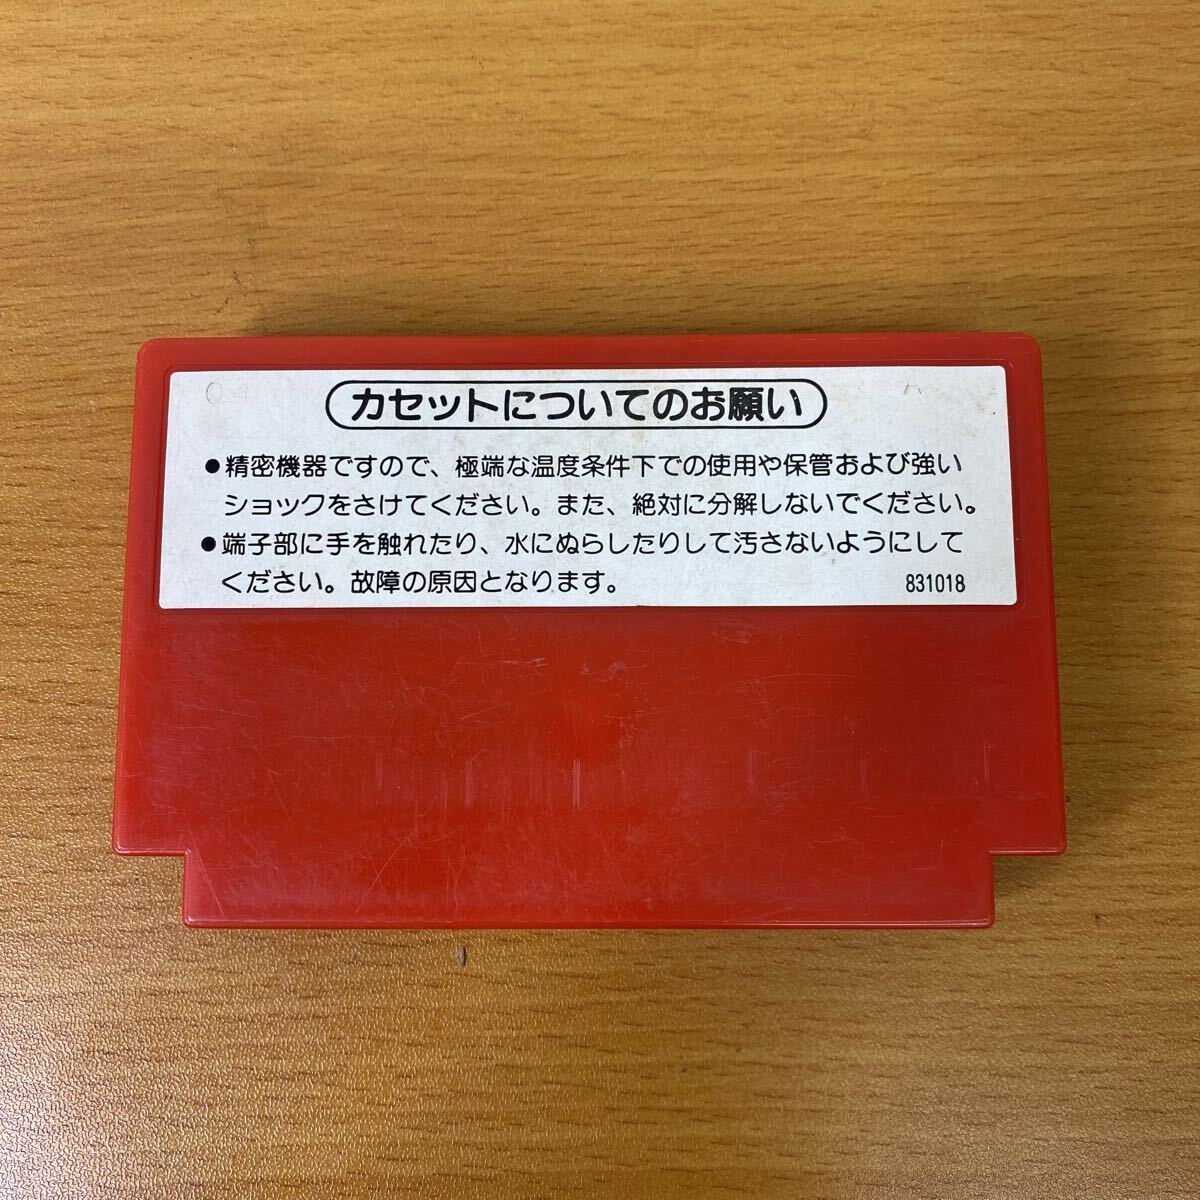 04
A
カセットについてのお願い
●精密機器ですので、極端な温度条件下での使用や保管および強い
ショックをさけてください。また、絶対に分解しないでください。
●端子部に手を触れたり、水にぬらしたりして汚さないようにして
ください。故障の原因となります。
831018